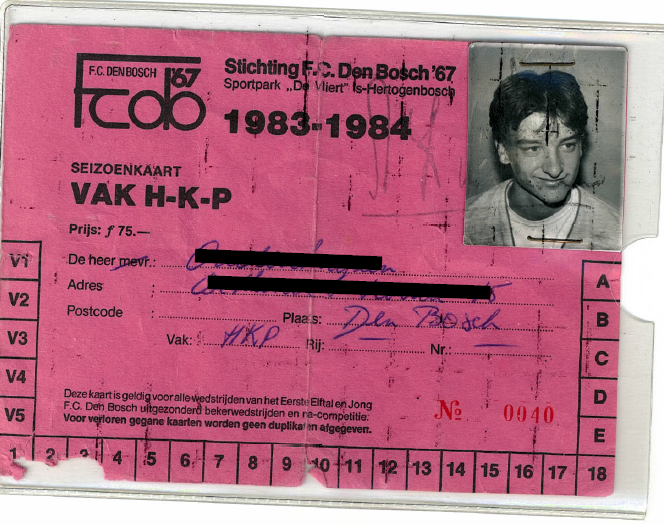 F.C. DEN BOSCH '67
Fcdb
Stichting F.C. Den Bosch '67
Sportpark „De Vliert" 's-Hertogenbosch
1983-1984
SEIZOENKAART
VAK H-K-P
Prijs: ƒ 75.—
De heer mevr.:
Adres :
Postcode : Plaats: Den Bosch
Vak: HKP Rij: Nr.:
Deze kaart is geldig voor alle wedstrijden van het Eerste Elftal en Jong
F.C. Den Bosch uitgezonderd bekerwedstrijden en na-competitie.
Voor verloren gegane kaarten worden geen duplikaten afgegeven.
№ 0040
V1
V2
V3
V4
V5
A
B
C
D
E
1 2 3 4 5 6 7 8 9 10 11 12 13 14 15 16 17 18